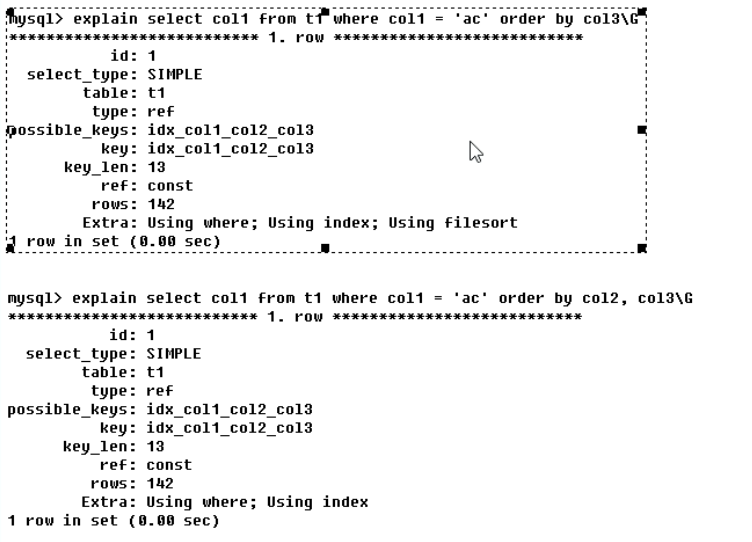 mysql> explain select col1 from t1 where col1 = 'ac' order by col3\G
*************************** 1. row ***************************
id: 1
select_type: SIMPLE
table: t1
type: ref
possible_keys: idx_col1_col2_col3
key: idx_col1_col2_col3
key_len: 13
ref: const
rows: 142
Extra: Using where; Using index; Using filesort
1 row in set (0.00 sec)
mysql> explain select col1 from t1 where col1 = 'ac' order by col2, col3\G
*************************** 1. row ***************************
id: 1
select_type: SIMPLE
table: t1
type: ref
possible_keys: idx_col1_col2_col3
key: idx_col1_col2_col3
key_len: 13
ref: const
rows: 142
Extra: Using where; Using index
1 row in set (0.00 sec)